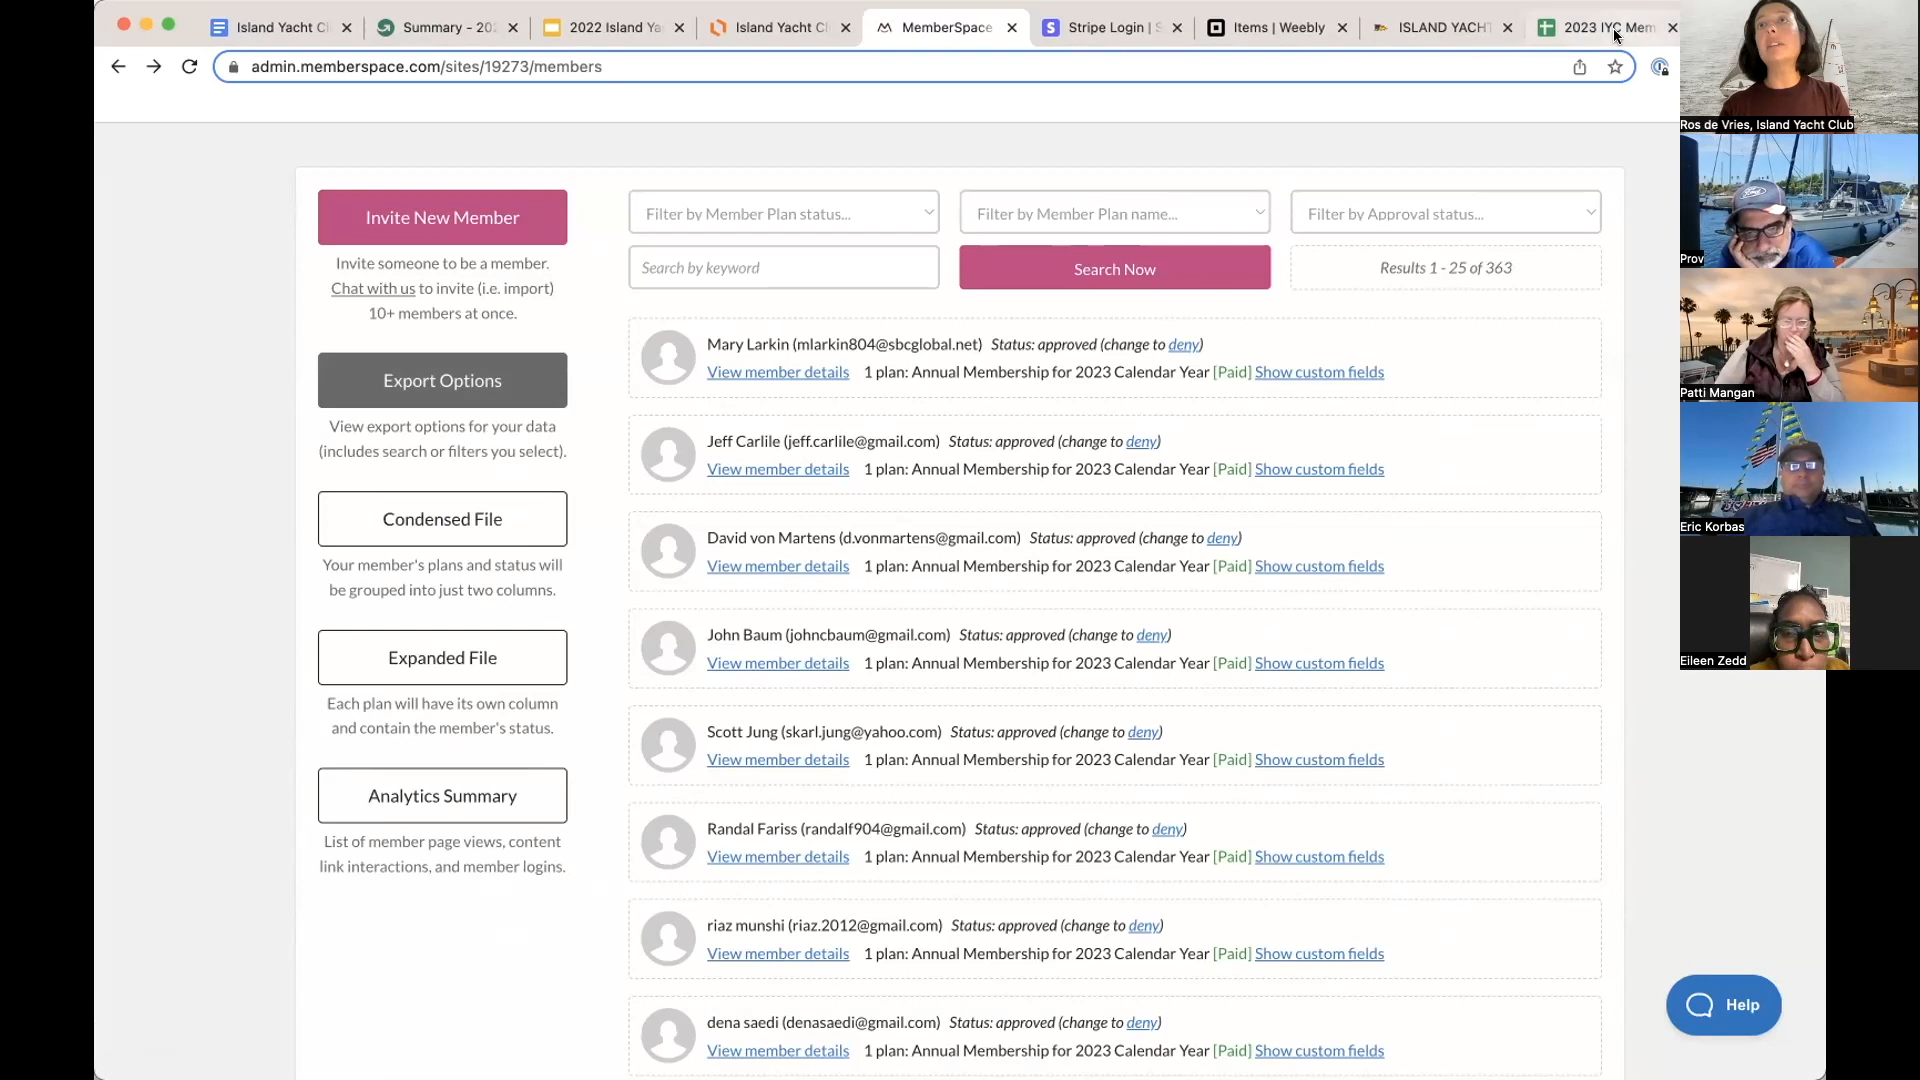 Island Yacht Cl
Summary - 202
2022 Island Ya
Island Yacht Cl
MemberSpace
Stripe Login | S
Items | Weebly
ISLAND YACHT
2023 IYC Mem
admin.memberspace.com/sites/19273/members
Invite New Member
Invite someone to be a member.
Chat with us to invite (i.e. import)
10+ members at once.
Export Options
View export options for your data
(includes search or filters you select).
Condensed File
Your member's plans and status will
be grouped into just two columns.
Expanded File
Each plan will have its own column
and contain the member's status.
Analytics Summary
List of member page views, content
link interactions, and member logins.
Filter by Member Plan status...
Filter by Member Plan name...
Filter by Approval status...
Search by keyword
Search Now
Results 1 - 25 of 363
Mary Larkin (mlarkin804@sbcglobal.net) Status: approved (change to deny)
View member details 1 plan: Annual Membership for 2023 Calendar Year [Paid] Show custom fields
Jeff Carlile (jeff.carlile@gmail.com) Status: approved (change to deny)
View member details 1 plan: Annual Membership for 2023 Calendar Year [Paid] Show custom fields
David von Martens (d.vonmartens@gmail.com) Status: approved (change to deny)
View member details 1 plan: Annual Membership for 2023 Calendar Year [Paid] Show custom fields
John Baum (johncbaum@gmail.com) Status: approved (change to deny)
View member details 1 plan: Annual Membership for 2023 Calendar Year [Paid] Show custom fields
Scott Jung (skarl.jung@yahoo.com) Status: approved (change to deny)
View member details 1 plan: Annual Membership for 2023 Calendar Year [Paid] Show custom fields
Randal Fariss (randalf904@gmail.com) Status: approved (change to deny)
View member details 1 plan: Annual Membership for 2023 Calendar Year [Paid] Show custom fields
riaz munshi (riaz.2012@gmail.com) Status: approved (change to deny)
View member details 1 plan: Annual Membership for 2023 Calendar Year [Paid] Show custom fields
dena saedi (denasaedi@gmail.com) Status: approved (change to deny)
View member details 1 plan: Annual Membership for 2023 Calendar Year [Paid] Show custom fields
Help
Ros de Vries, Island Yacht Club
Ford
Prov
Patti Mangan
Eric Korbas
Eileen Zedd